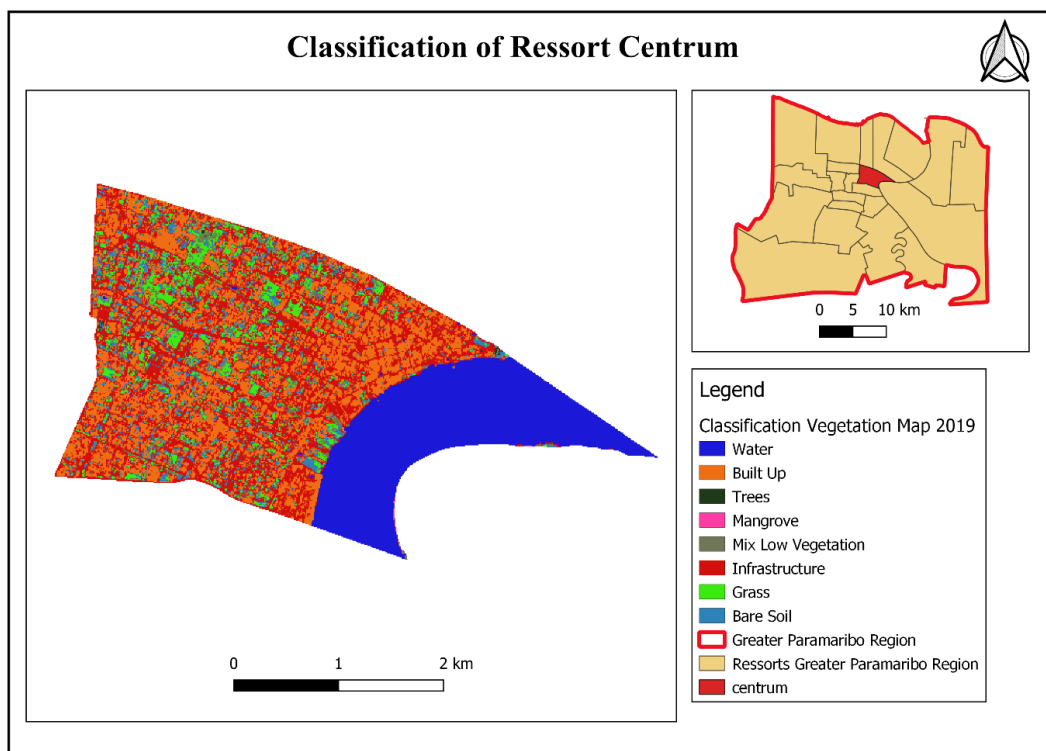 Classification of Ressort Centrum
0 1 2 km
0 5 10 km
Legend
Classification Vegetation Map 2019
Water
Built Up
Trees
Mangrove
Mix Low Vegetation
Infrastructure
Grass
Bare Soil
Greater Paramaribo Region
Ressorts Greater Paramaribo Region
centrum